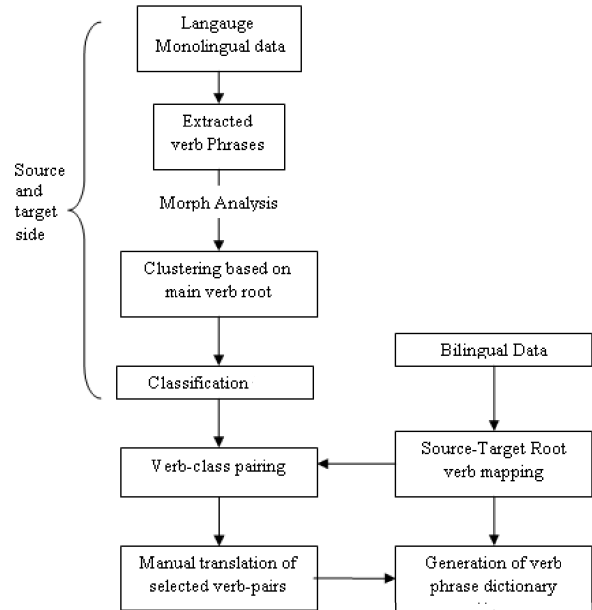 Langauge
Monolingual data
Extracted
verb Phrases
Source
and
target
side
Morph Analysis
Clustering based on
main verb root
Classification
Bilingual Data
Verb-class pairing
Source-Target Root
verb mapping
Manual translation of
selected verb-pairs
Generation of verb
phrase dictionary